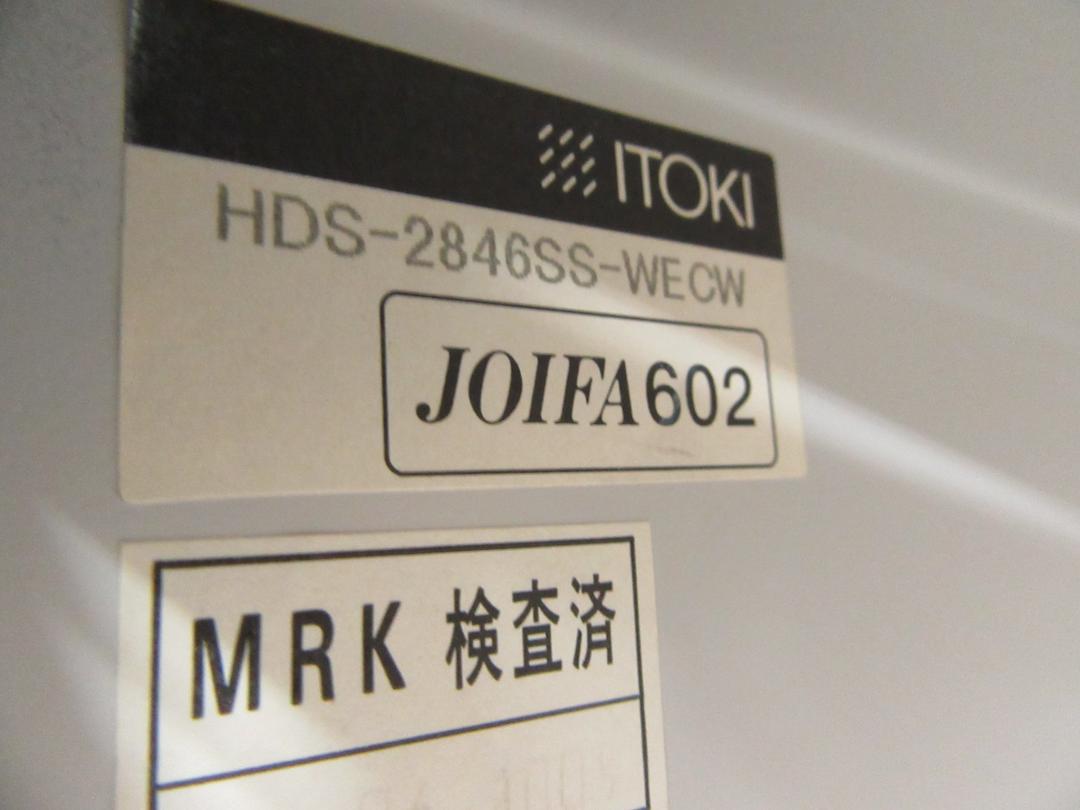 ITOKI
HDS-2846SS-WECW
JOIFA602
MRK 検査済